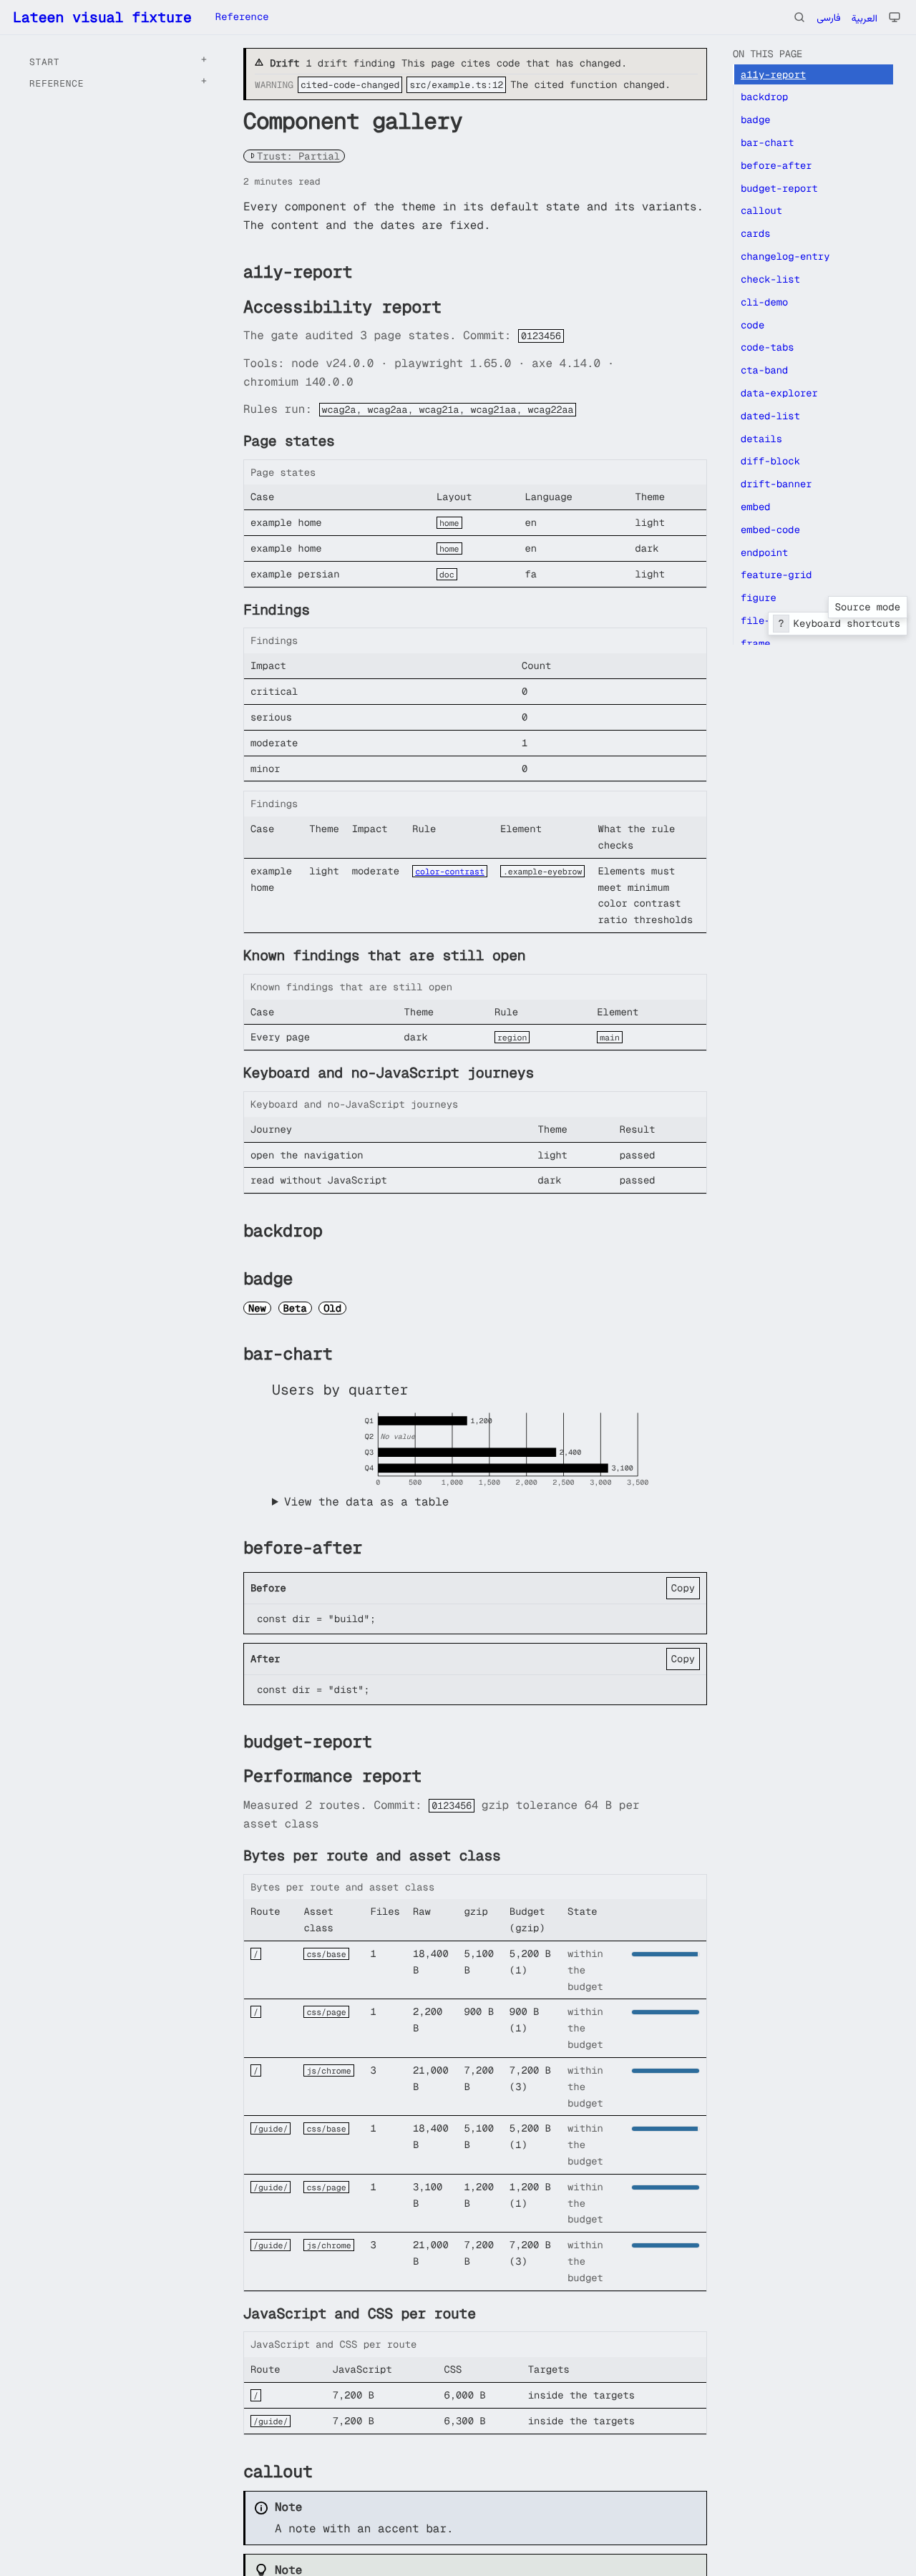 Lateen visual fixture
Reference
فارسی
العربية
START +
REFERENCE +
Drift 1 drift finding This page cites code that has changed.
WARNING cited-code-changed src/example.ts:12 The cited function changed.
Component gallery
Trust: Partial
2 minutes read
Every component of the theme in its default state and its variants.
The content and the dates are fixed.
a11y-report
Accessibility report
The gate audited 3 page states. Commit: 0123456
Tools: node v24.0.0 · playwright 1.65.0 · axe 4.14.0 ·
chromium 140.0.0
Rules run: wcag2a, wcag2aa, wcag21a, wcag21aa, wcag22aa
Page states
Page states
Case Layout Language Theme
example home home en light
example home home en dark
example persian doc fa light
Findings
Findings
Impact Count
critical 0
serious 0
moderate 1
minor 0
Findings
Case Theme Impact Rule Element What the rule
checks
example light moderate color-contrast .example-eyebrow Elements must
home meet minimum
color contrast
ratio thresholds
Known findings that are still open
Known findings that are still open
Case Theme Rule Element
Every page dark region main
Keyboard and no-JavaScript journeys
Keyboard and no-JavaScript journeys
Journey Theme Result
open the navigation light passed
read without JavaScript dark passed
backdrop
badge
New Beta Old
bar-chart
Users by quarter
Q1 1,200
Q2 No value
Q3 2,400
Q4 3,100
0 500 1,000 1,500 2,000 2,500 3,000 3,500
View the data as a table
before-after
Before Copy
const dir = "build";
After Copy
const dir = "dist";
budget-report
Performance report
Measured 2 routes. Commit: 0123456 gzip tolerance 64 B per
asset class
Bytes per route and asset class
Bytes per route and asset class
Route Asset Files Raw gzip Budget State
class (gzip)
/ css/base 1 18,400 5,100 5,200 B within
B B (1) the
budget
/ css/page 1 2,200 900 B 900 B within
B (1) the
budget
/ js/chrome 3 21,000 7,200 7,200 B within
B B (3) the
budget
/guide/ css/base 1 18,400 5,100 5,200 B within
B B (1) the
budget
/guide/ css/page 1 3,100 1,200 1,200 B within
B B (1) the
budget
/guide/ js/chrome 3 21,000 7,200 7,200 B within
B B (3) the
budget
JavaScript and CSS per route
JavaScript and CSS per route
Route JavaScript CSS Targets
/ 7,200 B 6,000 B inside the targets
/guide/ 7,200 B 6,300 B inside the targets
callout
Note
A note with an accent bar.
Note
ON THIS PAGE
a11y-report
backdrop
badge
bar-chart
before-after
budget-report
callout
cards
changelog-entry
check-list
cli-demo
code
code-tabs
cta-band
data-explorer
dated-list
details
diff-block
drift-banner
embed
embed-code
endpoint
feature-grid
figure
file-
frame
Source mode
? Keyboard shortcuts